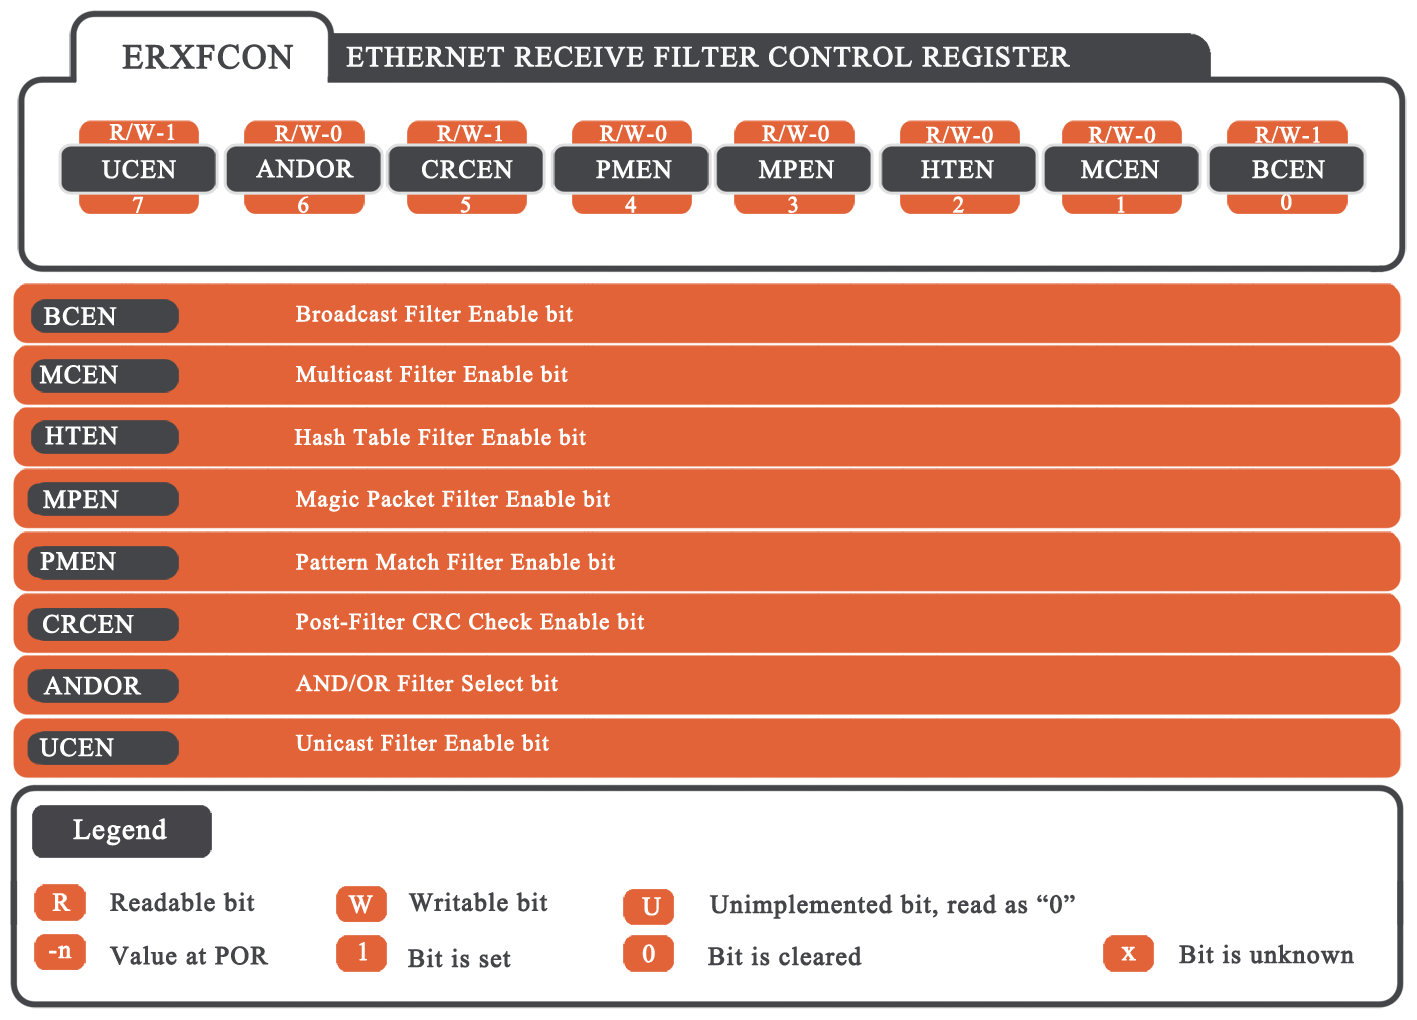 ERXFCON ETHERNET RECEIVE FILTER CONTROL REGISTER
R/W-1 R/W-0 R/W-1 R/W-0 R/W-0 R/W-0 R/W-0 R/W-1
UCEN ANDOR CRCEN PMEN MPEN HTEN MCEN BCEN
7 6 5 4 3 2 1 0
BCEN Broadcast Filter Enable bit
MCEN Multicast Filter Enable bit
HTEN Hash Table Filter Enable bit
MPEN Magic Packet Filter Enable bit
PMEN Pattern Match Filter Enable bit
CRCEN Post-Filter CRC Check Enable bit
ANDOR AND/OR Filter Select bit
UCEN Unicast Filter Enable bit
Legend
R Readable bit W Writable bit U Unimplemented bit, read as “0”
-n Value at POR 1 Bit is set 0 Bit is cleared x Bit is unknown